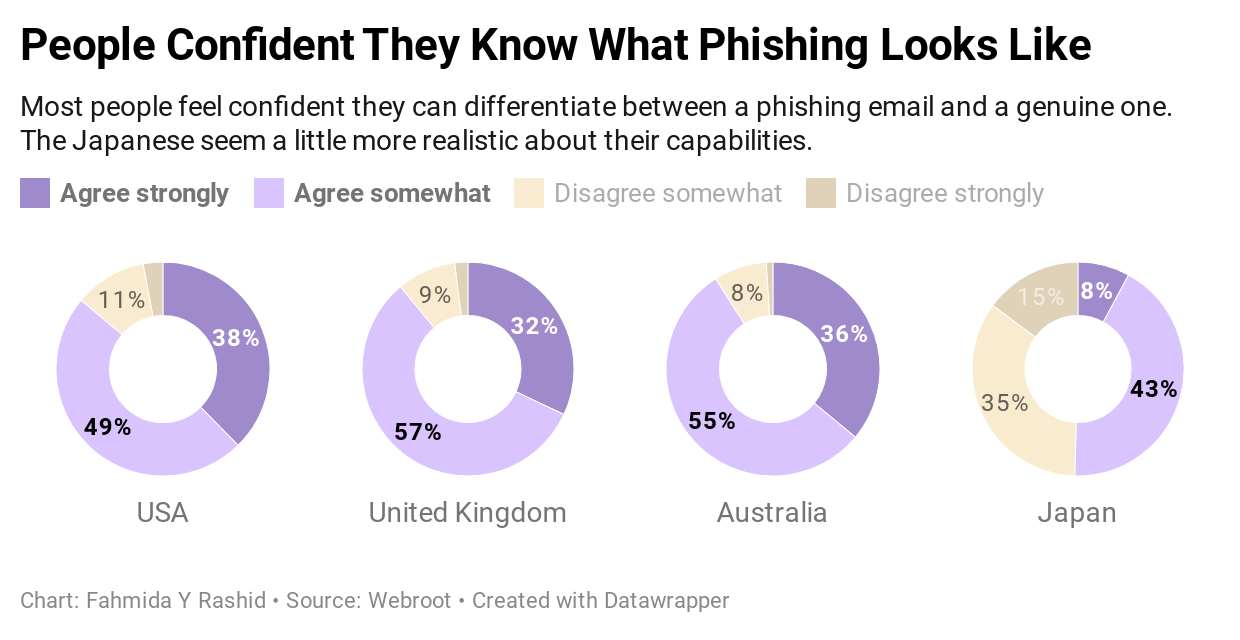 People Confident They Know What Phishing Looks Like
Most people feel confident they can differentiate between a phishing email and a genuine one.
The Japanese seem a little more realistic about their capabilities.
Agree strongly Agree somewhat Disagree somewhat Disagree strongly
11% 38% 49%
9% 32% 57%
8% 36% 55%
15% 8% 43% 35%
USA United Kingdom Australia Japan
Chart: Fahmida Y Rashid • Source: Webroot • Created with Datawrapper